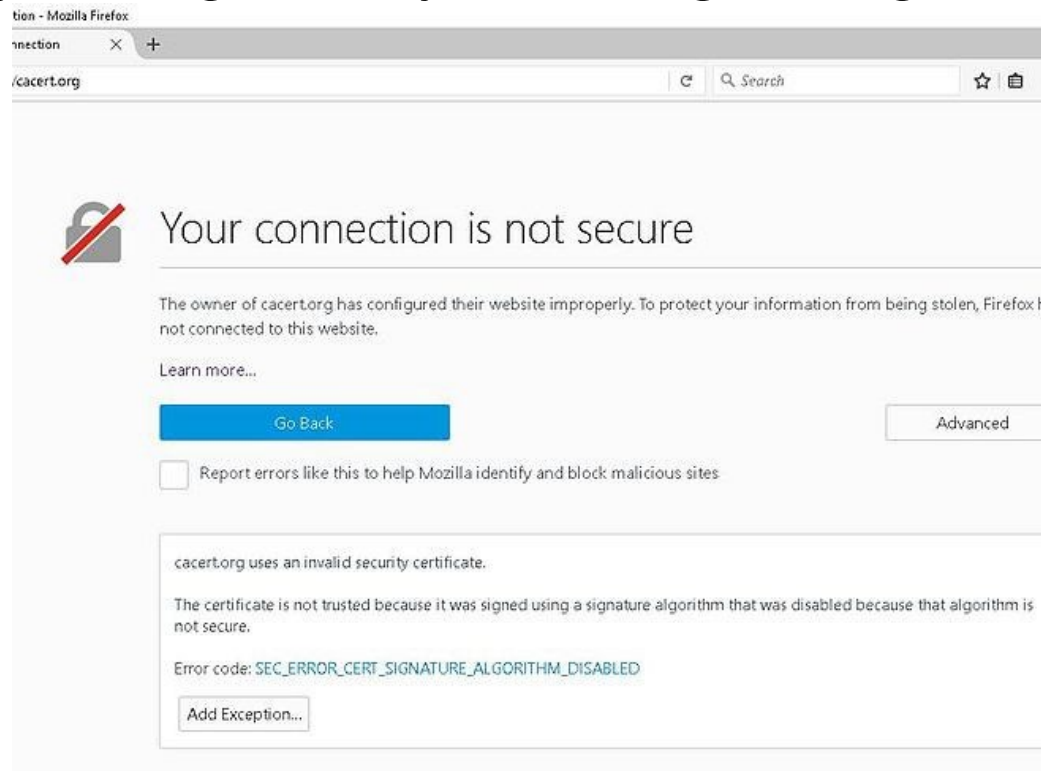 tion - Mozilla Firefox
nnection
/cacert.org
Search
Your connection is not secure
The owner of cacert.org has configured their website improperly. To protect your information from being stolen, Firefox h
not connected to this website.
Learn more...
Go Back
Advanced
Report errors like this to help Mozilla identify and block malicious sites
cacert.org uses an invalid security certificate.
The certificate is not trusted because it was signed using a signature algorithm that was disabled because that algorithm is
not secure.
Error code: SEC_ERROR_CERT_SIGNATURE_ALGORITHM_DISABLED
Add Exception...